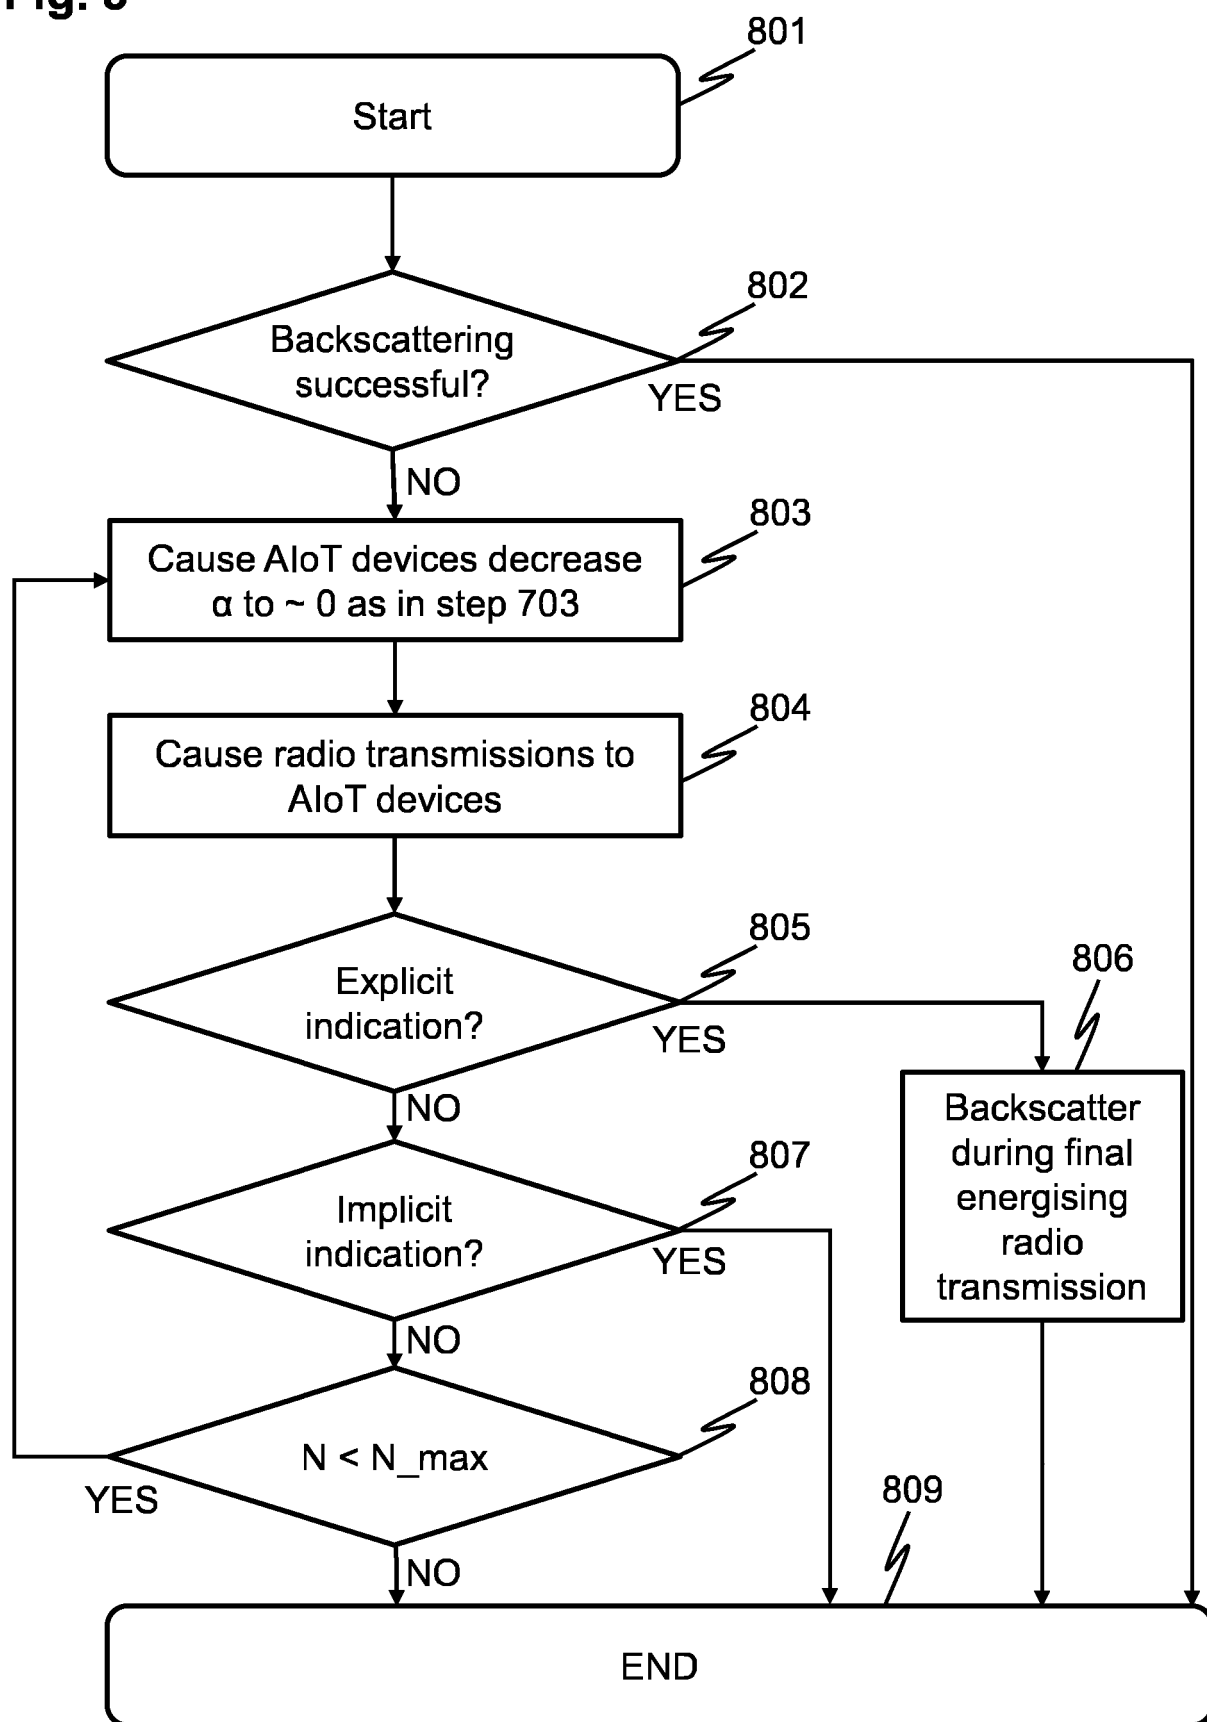 801
Start
802
Backscattering
successful?
YES
NO
803
Cause AIoT devices decrease
α to ~ 0 as in step 703
804
Cause radio transmissions to
AIoT devices
805
Explicit
indication?
YES
806
NO
Backscatter
during final
energising
radio
transmission
807
Implicit
indication?
YES
NO
808
N < N_max
YES
809
NO
END